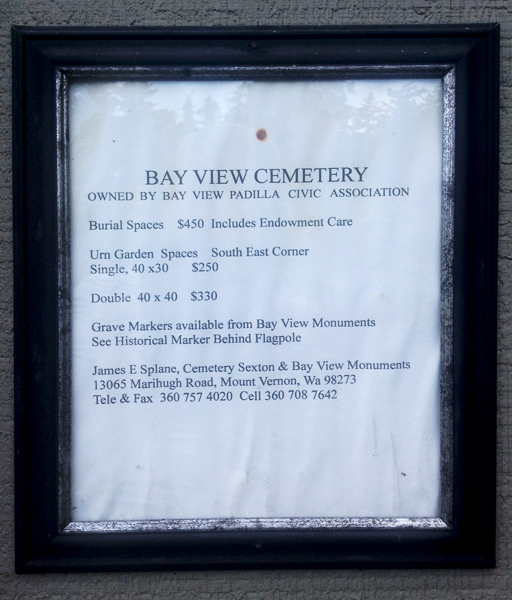 BAY VIEW CEMETERY
OWNED BY BAY VIEW PADILLA CIVIC ASSOCIATION
Burial Spaces $450 Includes Endowment Care
Urn Garden Spaces South East Corner
Single, 40 x30 $250
Double 40 x 40 $330
Grave Markers available from Bay View Monuments
See Historical Marker Behind Flagpole
James E Splane, Cemetery Sexton & Bay View Monuments
13065 Marihugh Road, Mount Vernon, Wa 98273
Tele & Fax 360 757 4020 Cell 360 708 7642